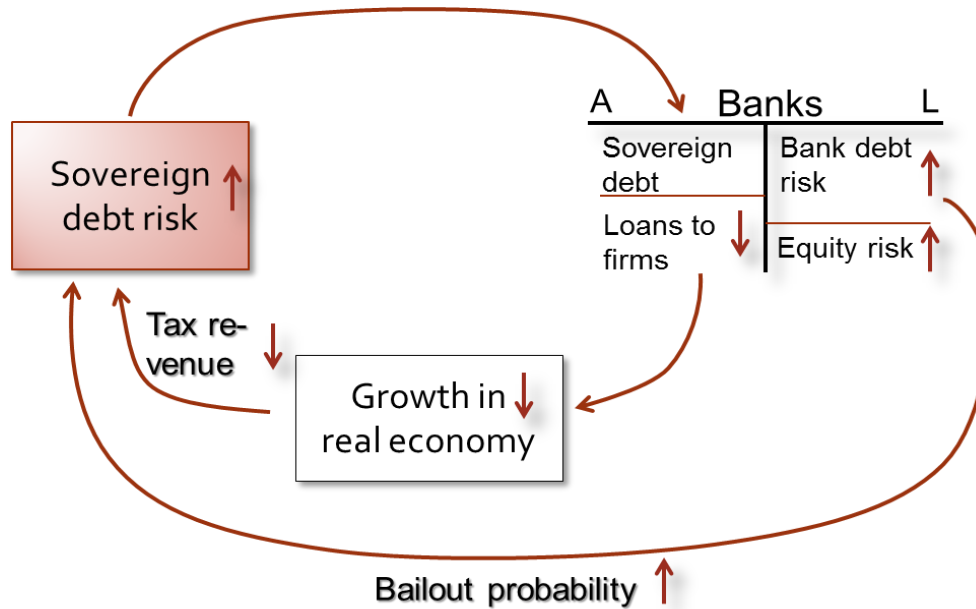 A Banks L
Sovereign
debt
Bank debt
risk
Loans to
firms
Equity risk
Sovereign
debt risk
Tax re-
venue
Growth in
real economy
Bailout probability